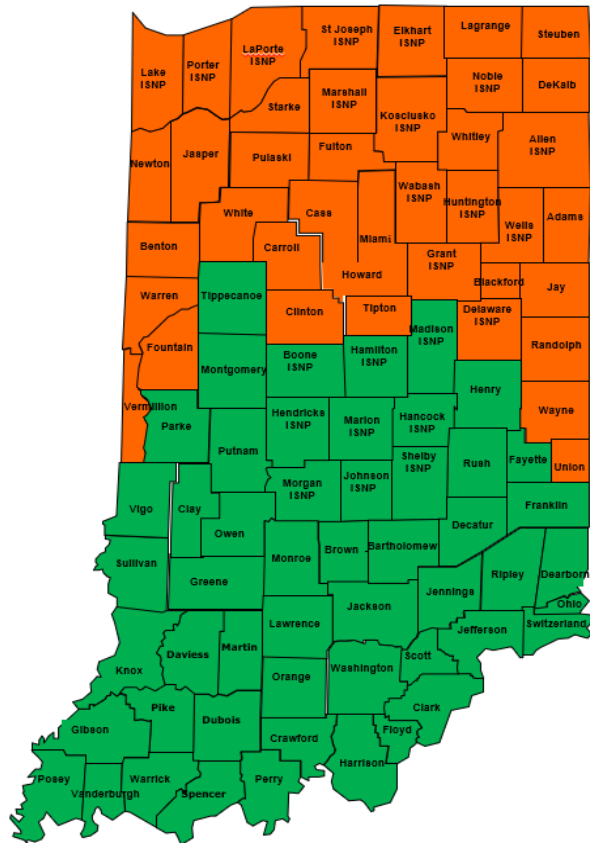 St Joseph
ISNP
Elkhart
ISNP
Lagrange
Steuben
LaPorte
ISNP
Porter
ISNP
Lake
ISNP
Noble
ISNP
DeKalb
Marshall
ISNP
Starke
Kosclusko
ISNP
Whitley
Allen
ISNP
Fulton
Jasper
Pulaski
Newton
Wabash
ISNP
Huntington
ISNP
White
Cass
Wells
ISNP
Adams
Miami
Benton
Carroll
Grant
ISNP
Howard
Blackford
Jay
Warren
Tippecanoe
Clinton
Tipton
Madison
ISNP
Delaware
ISNP
Fountain
Boone
ISNP
Hamilton
ISNP
Randolph
Montgomery
Henry
Vermillion
Parke
Hendricks
ISNP
Marion
ISNP
Hancock
ISNP
Wayne
Putnam
Shelby
ISNP
Rush
Fayette
Union
Morgan
ISNP
Johnson
ISNP
Vigo
Clay
Franklin
Owen
Decatur
Sullivan
Monroe
Brown
Bartholomew
Greene
Jennings
Ripley
Dearborn
Ohio
Jackson
Lawrence
Jefferson
Switzerland
Knox
Daviess
Martin
Washington
Scott
Orange
Pike
Clark
Gibson
Dubois
Crawford
Floyd
Harrison
Posey
Vanderburgh
Warrick
Spencer
Perry